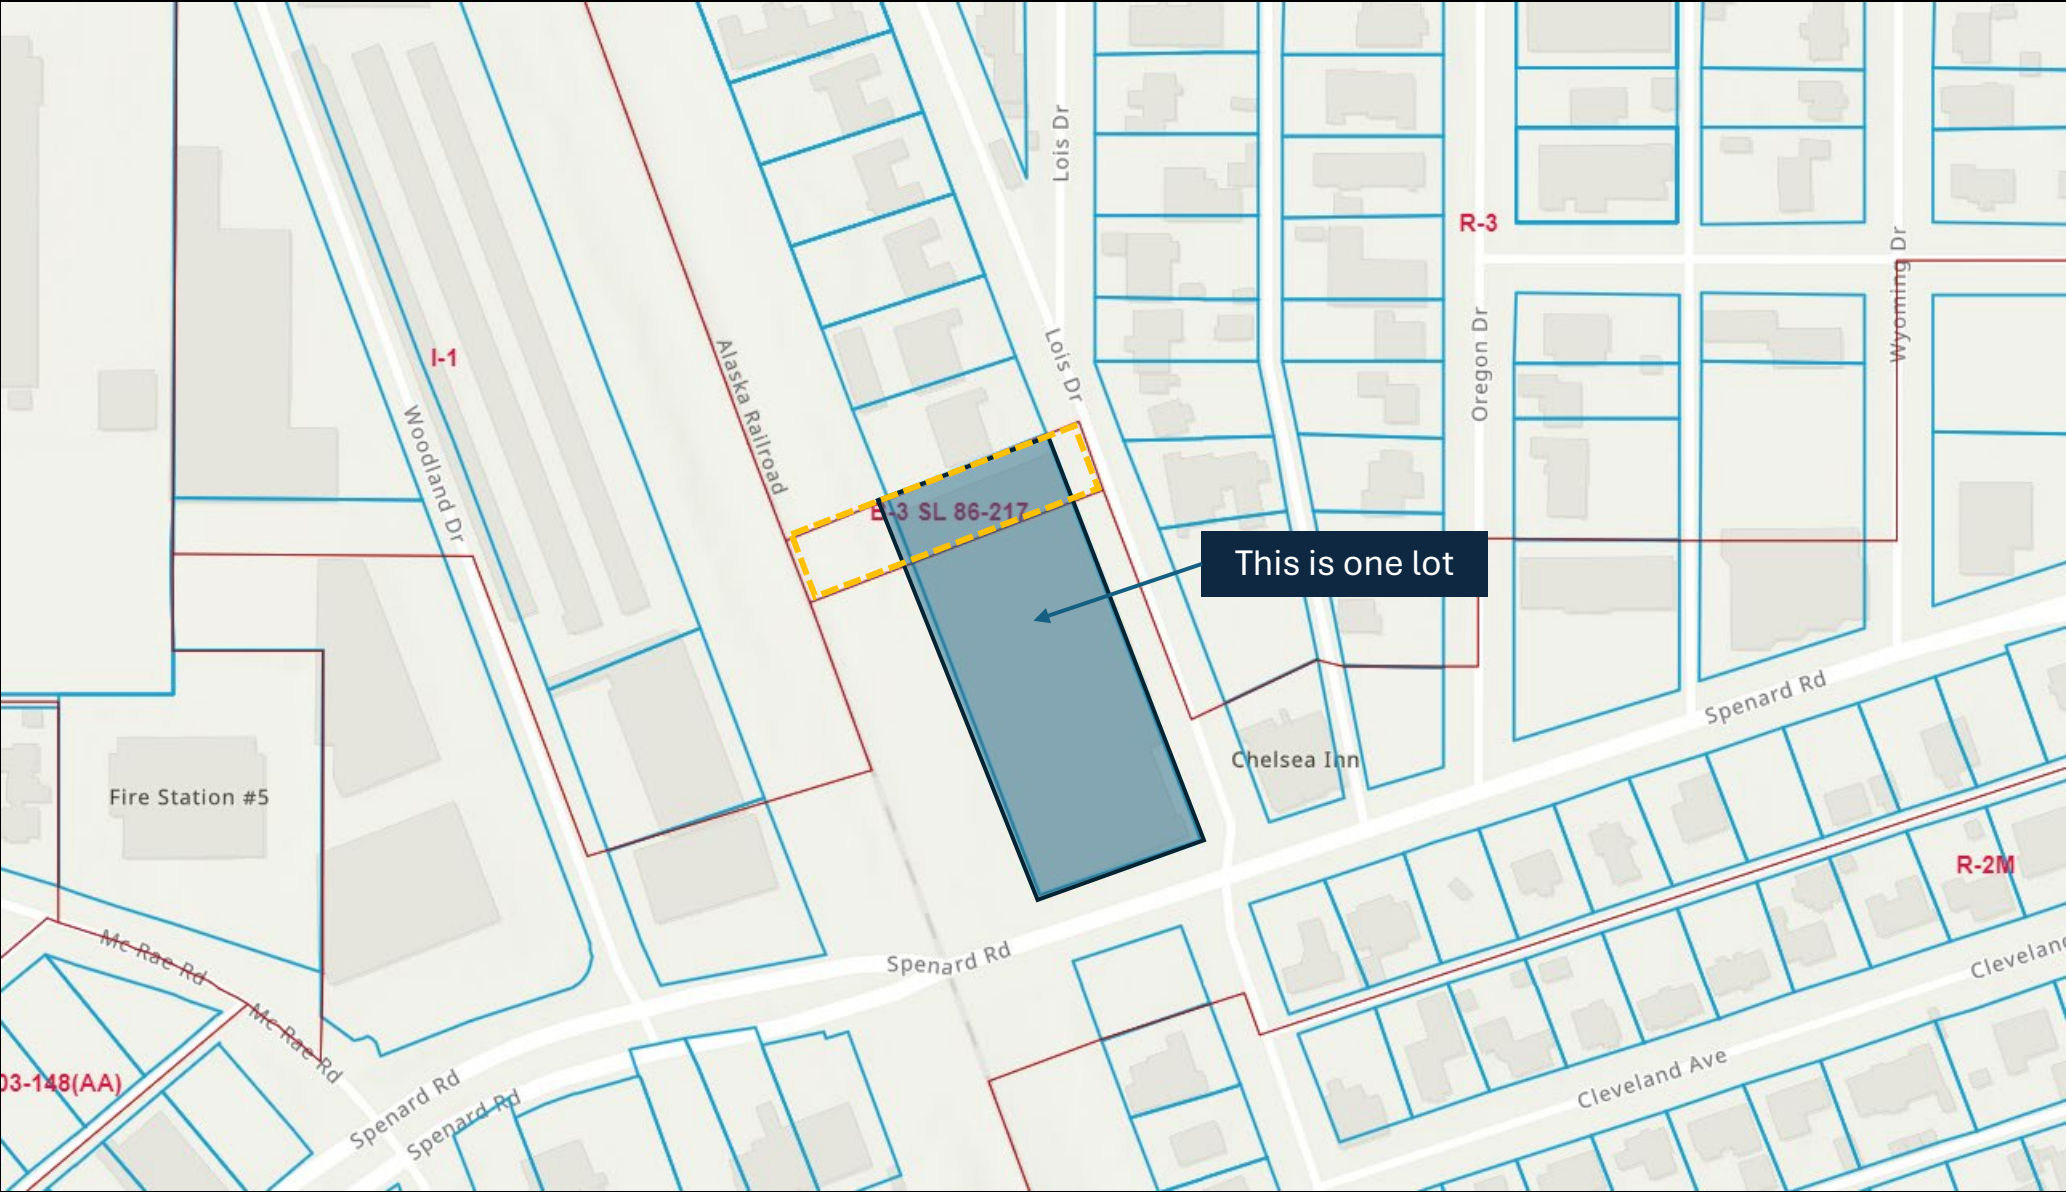 Lois Dr
R-3
Wyoming Dr
I-1
Alaska Railroad
Lois Dr
Oregon Dr
Woodland Dr
B-3 SL 86-217
This is one lot
Spenard Rd
Chelsea Inn
Fire Station #5
R-2M
Mc Rae Rd
Spenard Rd
Cleveland
Mc Rae Rd
03-148(AA)
Spenard Rd
Spenard Rd
Cleveland Ave